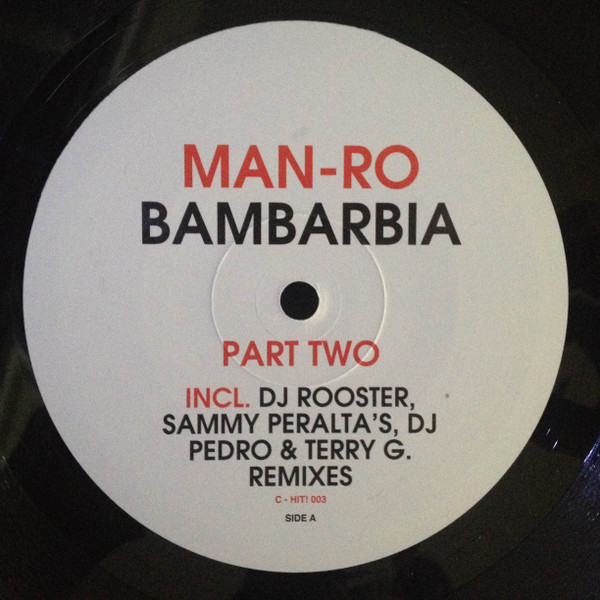 MAN-RO
BAMBARBIA
PART TWO
INCL. DJ ROOSTER,
SAMMY PERALTA'S, DJ
PEDRO & TERRY G.
REMIXES
C - HIT! 003
SIDE A